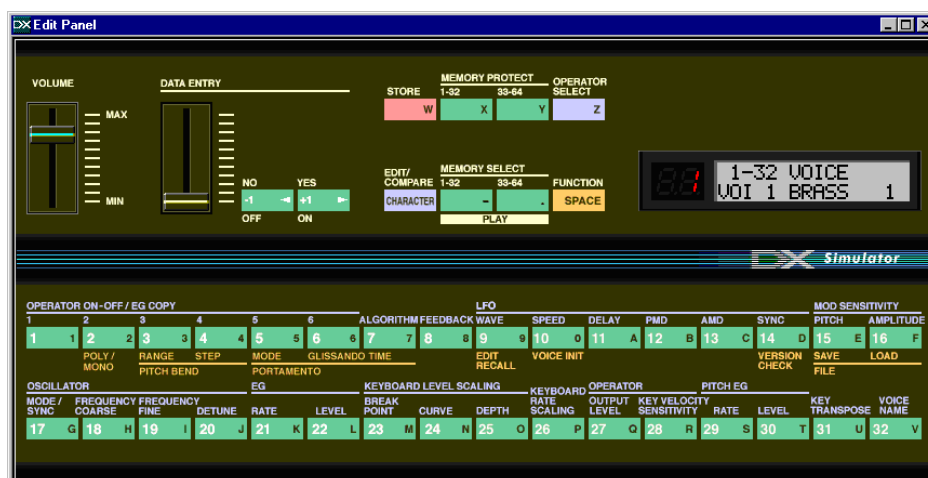 DX Edit Panel
VOLUME
DATA ENTRY
MAX
MIN
NO YES
-1 +1
OFF ON
MEMORY PROTECT
STORE 1-32 33-64 OPERATOR SELECT
W X Y Z
EDIT/COMPARE MEMORY SELECT
1-32 33-64 FUNCTION
CHARACTER - . SPACE
PLAY
1
1-32 VOICE
VOI 1 BRASS 1
DX Simulator
OPERATOR ON-OFF / EG COPY LFO MOD SENSITIVITY
1 2 3 4 5 6 ALGORITHM FEEDBACK WAVE SPEED DELAY PMD AMD SYNC PITCH AMPLITUDE
1 1 2 2 3 3 4 4 5 5 6 6 7 7 8 8 9 9 10 0 11 A 12 B 13 C 14 D 15 E 16 F
POLY / MONO RANGE STEP MODE GLISSANDO TIME EDIT RECALL VOICE INIT VERSION CHECK SAVE LOAD
PITCH BEND PORTAMENTO FILE
OSCILLATOR EG KEYBOARD LEVEL SCALING OPERATOR PITCH EG
MODE / SYNC FREQUENCY COARSE FREQUENCY FINE DETUNE RATE LEVEL BREAK POINT CURVE DEPTH KEYBOARD RATE SCALING OUTPUT LEVEL KEY VELOCITY SENSITIVITY RATE LEVEL KEY TRANSPOSE VOICE NAME
17 G 18 H 19 I 20 J 21 K 22 L 23 M 24 N 25 O 26 P 27 Q 28 R 29 S 30 T 31 U 32 V